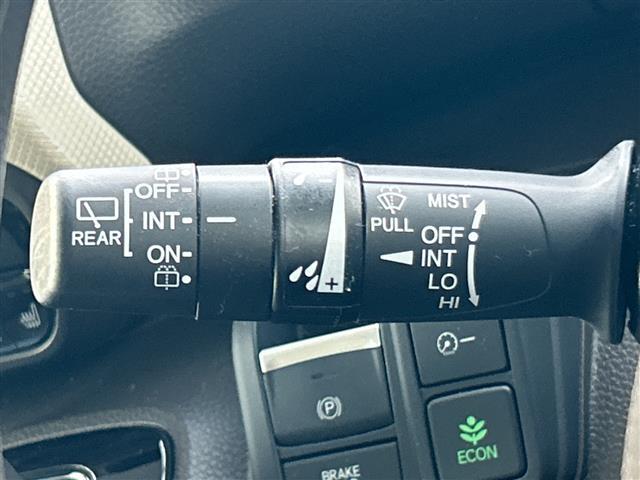 OFF
INT
ON
REAR
+
PULL
MIST
OFF
INT
LO
HI
P
BRAKE
ECON